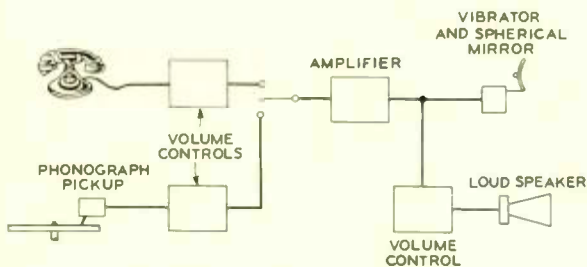 VIBRATOR
AND SPHERICAL
MIRROR
AMPLIFIER
VOLUME
CONTROLS
PHONOGRAPH
PICKUP
LOUD SPEAKER
VOLUME
CONTROL